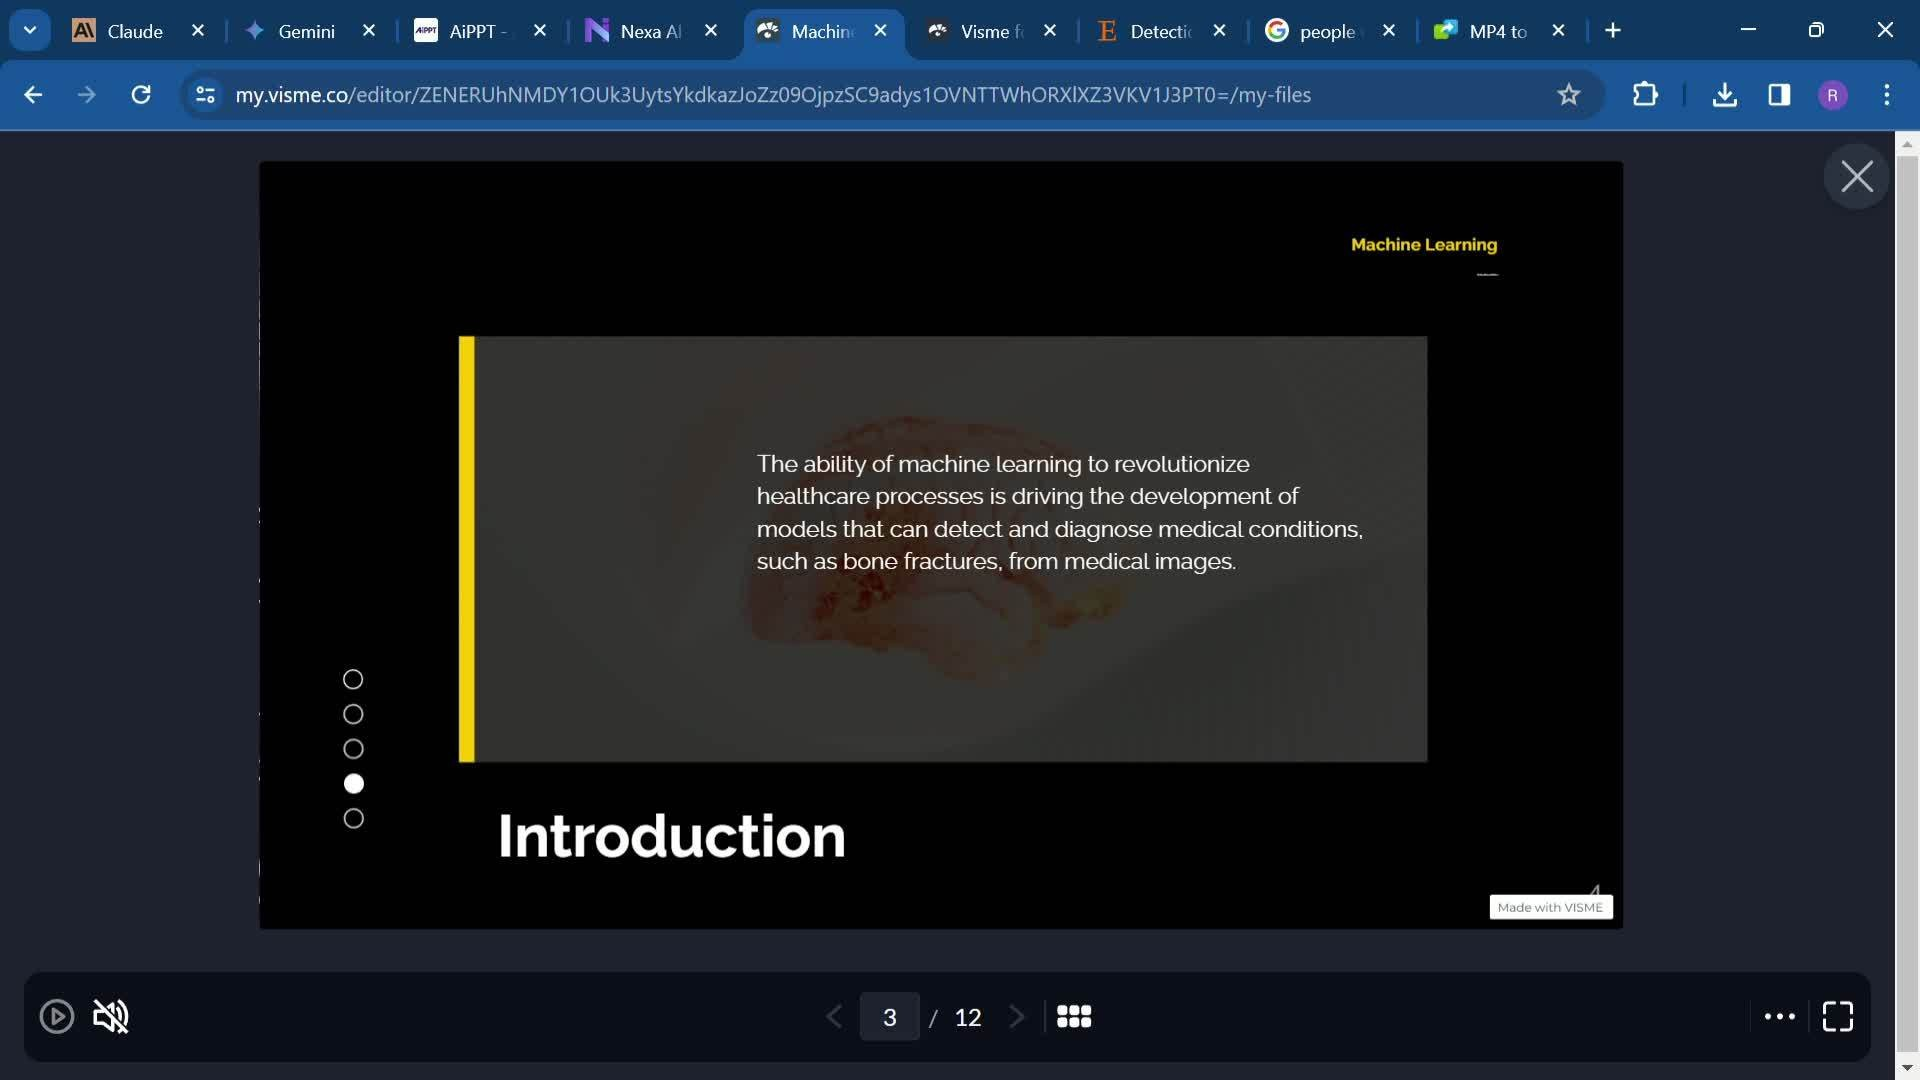 Claude
Gemini
AiPPT -
Nexa AI
Machin
Visme f
Detectic
people
MP4 to
my.visme.co/editor/ZENERUhNMDY1OUk3UytsYkdkazJoZz09OjpzSC9adys1OVNTTWhORXlXZ3VKV1J3PT0=/my-files
R
Machine Learning
The ability of machine learning to revolutionize
healthcare processes is driving the development of
models that can detect and diagnose medical conditions,
such as bone fractures, from medical images.
Introduction
4
Made with VISME
3 / 12